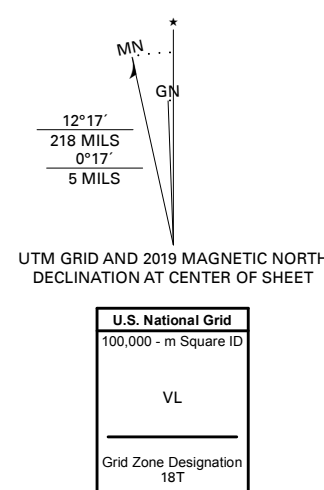 ★
MN
GN
12°17´
218 MILS
0°17´
5 MILS
UTM GRID AND 2019 MAGNETIC NORTH
DECLINATION AT CENTER OF SHEET
U.S. National Grid
100,000 - m Square ID
VL
Grid Zone Designation
18T